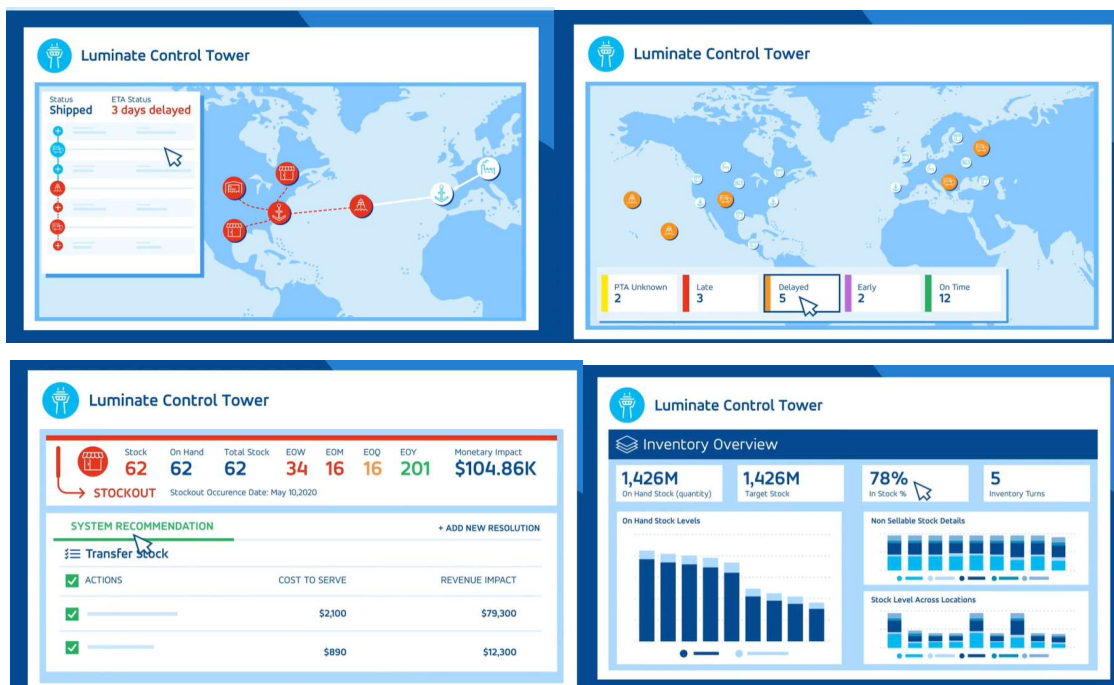 Luminate Control Tower
Status ETA Status
Shipped 3 days delayed
Luminate Control Tower
PTA Unknown Late Delayed Early On Time
2 3 5 2 12
Luminate Control Tower
Stock On Hand Total Stock EOW EOM EOQ EOY Monetary Impact
62 62 62 34 16 16 201 $104.86K
STOCKOUT Stockout Occurence Date: May 10,2020
SYSTEM RECOMMENDATION + ADD NEW RESOLUTION
Transfer Stock
ACTIONS COST TO SERVE REVENUE IMPACT
$2,100 $79,300
$890 $12,300
Luminate Control Tower
Inventory Overview
1,426M 1,426M 78% 5
On Hand Stock (quantity) Target Stock In Stock % Inventory Turns
On Hand Stock Levels Non Sellable Stock Details
Stock Level Across Locations